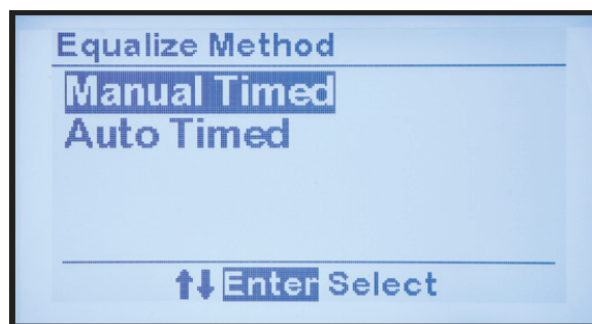 Equalize Method
Manual Timed
Auto Timed
↑↓ Enter Select